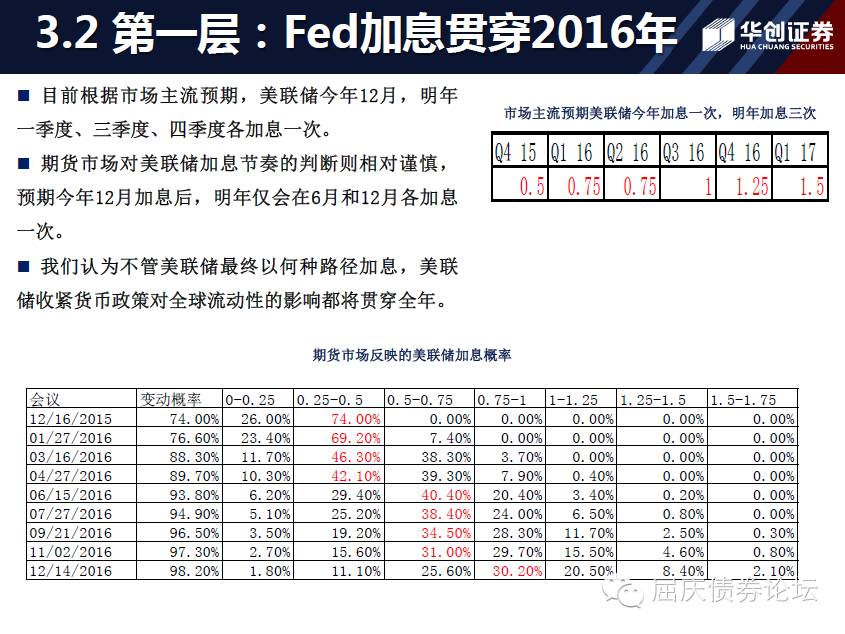 3.2 第一层：Fed加息贯穿2016年
华创证券
HUA CHUANG SECURITIES
■ 目前根据市场主流预期，美联储今年12月，明年
一季度、三季度、四季度各加息一次。
■ 期货市场对美联储加息节奏的判断则相对谨慎，
预期今年12月加息后，明年仅会在6月和12月各加息
一次。
■ 我们认为不管美联储最终以何种路径加息，美联
储收紧货币政策对全球流动性的影响都将贯穿全年。
市场主流预期美联储今年加息一次，明年加息三次
Q4 15 Q1 16 Q2 16 Q3 16 Q4 16 Q1 17
0.5 0.75 0.75 1 1.25 1.5
期货市场反映的美联储加息概率
会议 变动概率 0-0.25 0.25-0.5 0.5-0.75 0.75-1 1-1.25 1.25-1.5 1.5-1.75
12/16/2015 74.00% 26.00% 74.00% 0.00% 0.00% 0.00% 0.00% 0.00%
01/27/2016 76.60% 23.40% 69.20% 7.40% 0.00% 0.00% 0.00% 0.00%
03/16/2016 88.30% 11.70% 46.30% 38.30% 3.70% 0.00% 0.00% 0.00%
04/27/2016 89.70% 10.30% 42.10% 39.30% 7.90% 0.40% 0.00% 0.00%
06/15/2016 93.80% 6.20% 29.40% 40.40% 20.40% 3.40% 0.20% 0.00%
07/27/2016 94.90% 5.10% 25.20% 38.40% 24.00% 6.50% 0.80% 0.00%
09/21/2016 96.50% 3.50% 19.20% 34.50% 28.30% 11.70% 2.50% 0.30%
11/02/2016 97.30% 2.70% 15.60% 31.00% 29.70% 15.50% 4.60% 0.80%
12/14/2016 98.20% 1.80% 11.10% 25.60% 30.20% 20.50% 8.40% 2.10%
屈庆债券论坛